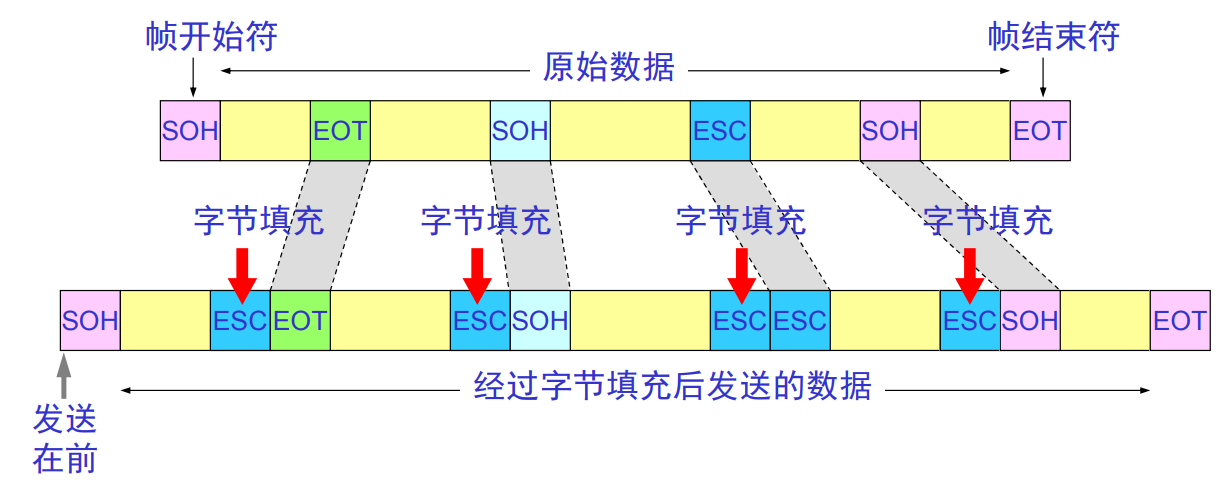 帧开始符
帧结束符
原始数据
SOH EOT SOH ESC SOH EOT
字节填充 字节填充 字节填充 字节填充
SOH ESC EOT ESC SOH ESC ESC ESC SOH EOT
经过字节填充后发送的数据
发送
在前